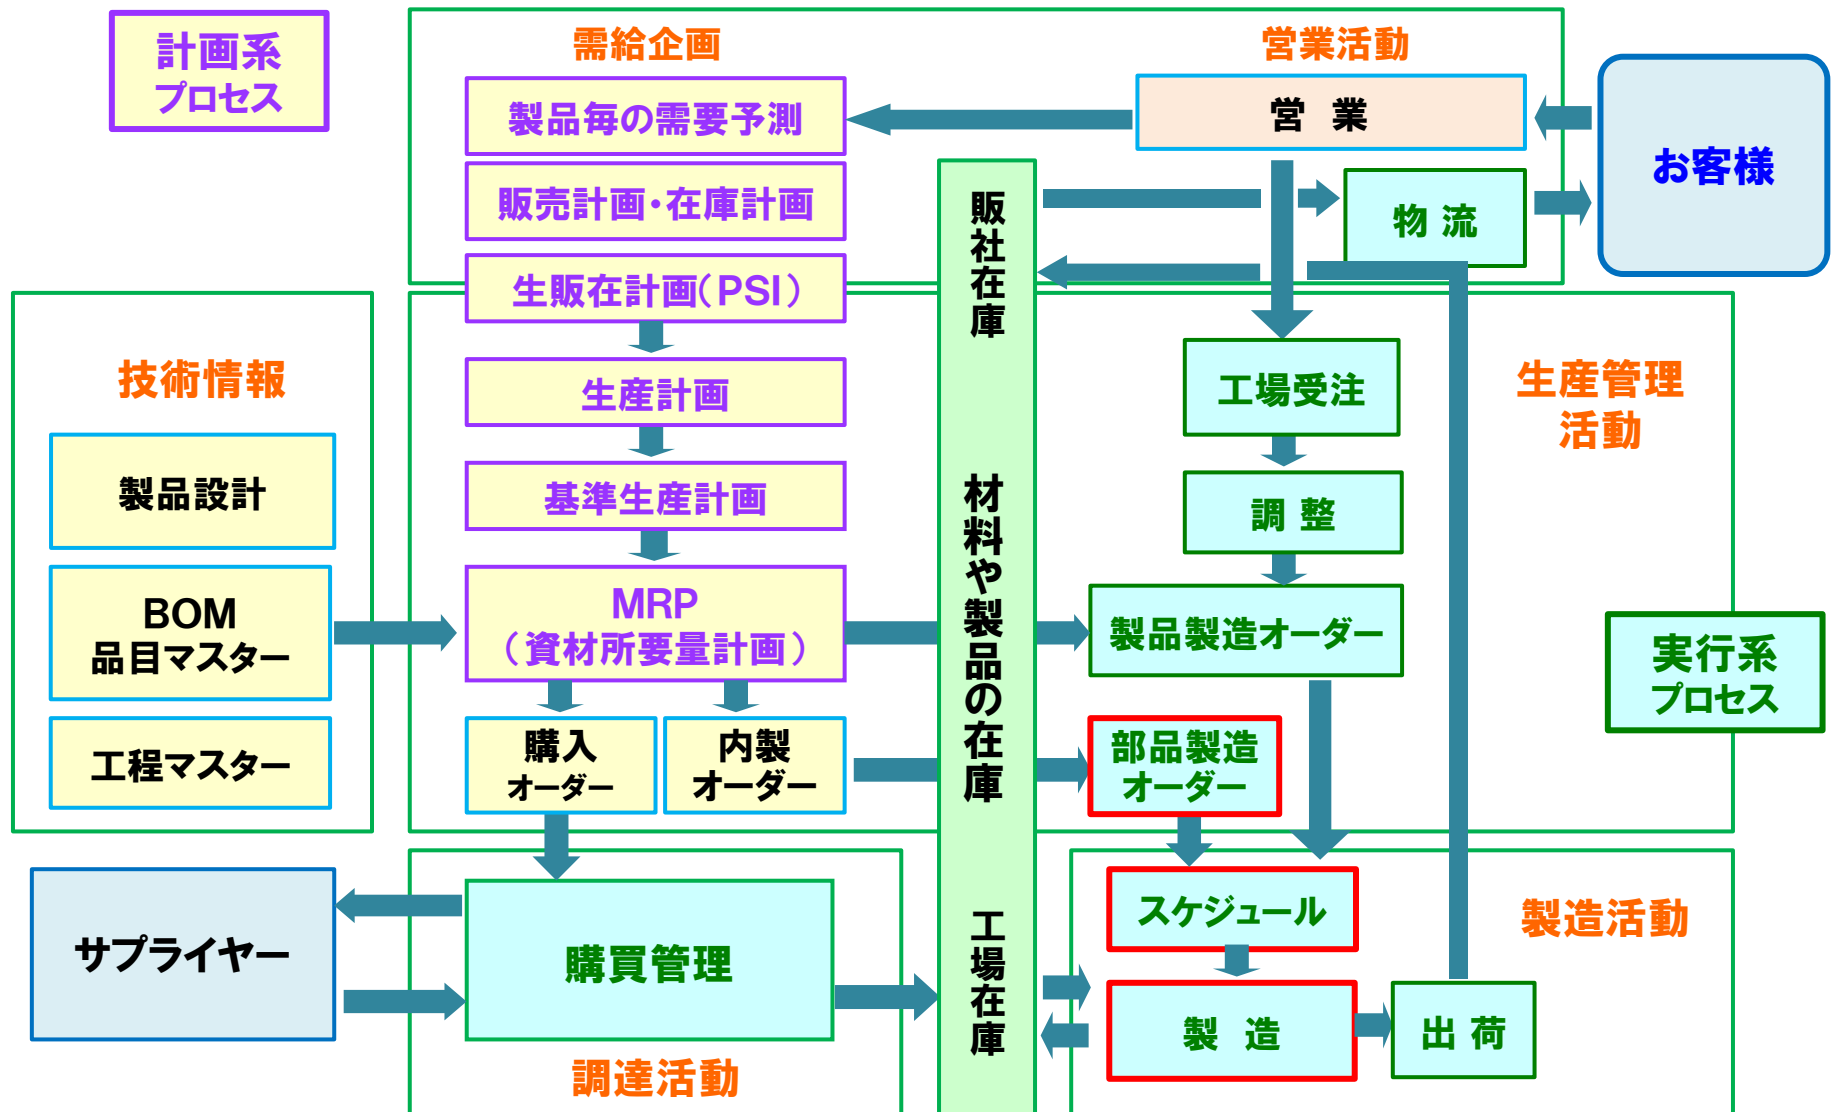 計画系
プロセス
需給企画
営業活動
製品毎の需要予測
営 業
お客様
販売計画・在庫計画
物 流
生販在計画(PSI)
販社在庫
技術情報
生産計画
工場受注
生産管理
活動
製品設計
基準生産計画
調 整
材料や製品の在庫
BOM
品目マスター
MRP
(資材所要量計画)
製品製造オーダー
実行系
プロセス
工程マスター
購入
オーダー
内製
オーダー
部品製造
オーダー
サプライヤー
購買管理
工場在庫
スケジュール
製造活動
製 造
出 荷
調達活動